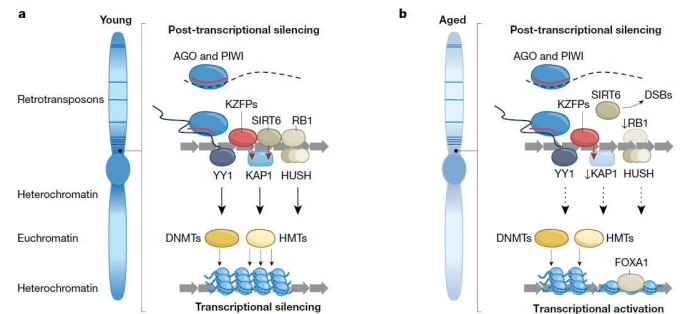 a
Young
Post-transcriptional silencing
AGO and PIWI
Retrotransposons
KZFPs
SIRT6
RB1
YY1
KAP1
HUSH
Heterochromatin
Euchromatin
DNMTs
HMTs
Heterochromatin
Transcriptional silencing
b
Aged
Post-transcriptional silencing
AGO and PIWI
SIRT6
DSBs
KZFPs
↓RB1
YY1
↓KAP1
HUSH
DNMTs
HMTs
FOXA1
Transcriptional activation